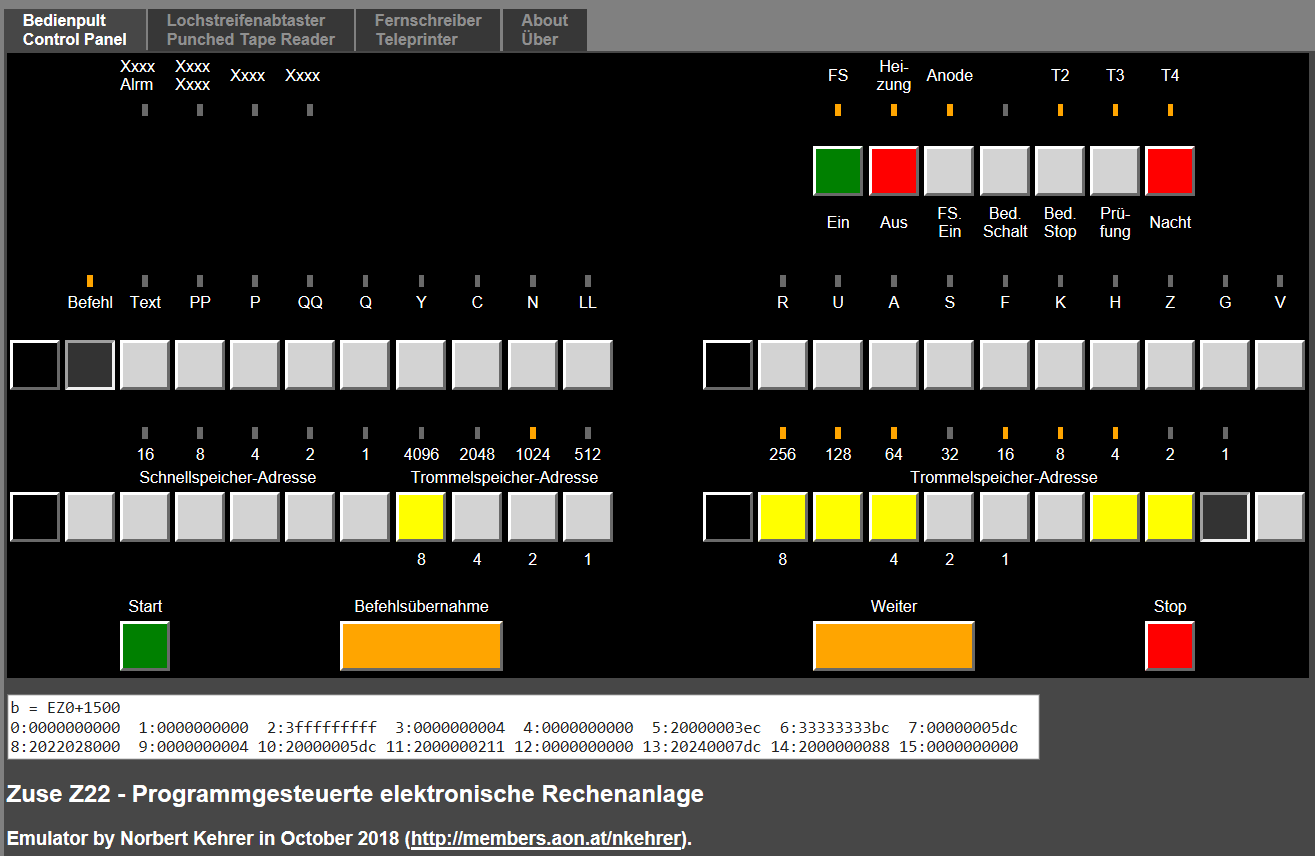 Bedienpult Lochstreifenabtaster Fernschreiber About
Control Panel Punched Tape Reader Teleprinter Über
Xxxx Xxxx Xxxx Xxxx FS Hei- Anode T2 T3 T4
Alrm Xxxx zung
Ein Aus FS. Bed. Bed. Prü- Nacht
Ein Schalt Stop fung
Befehl Text PP P QQ Q Y C N LL R U A S F K H Z G V
16 8 4 2 1 4096 2048 1024 512 256 128 64 32 16 8 4 2 1
Schnellspeicher-Adresse Trommelspeicher-Adresse Trommelspeicher-Adresse
8 4 2 1 8 4 2 1
Start Befehlsübernahme Weiter Stop
b = EZ0+1500
0:0000000000 1:0000000000 2:3fffffffff 3:0000000004 4:0000000000 5:20000003ec 6:33333333bc 7:00000005dc
8:2022028000 9:0000000004 10:20000005dc 11:2000000211 12:0000000000 13:20240007dc 14:2000000088 15:0000000000
Zuse Z22 - Programmgesteuerte elektronische Rechenanlage
Emulator by Norbert Kehrer in October 2018 (http://members.aon.at/nkehrer).